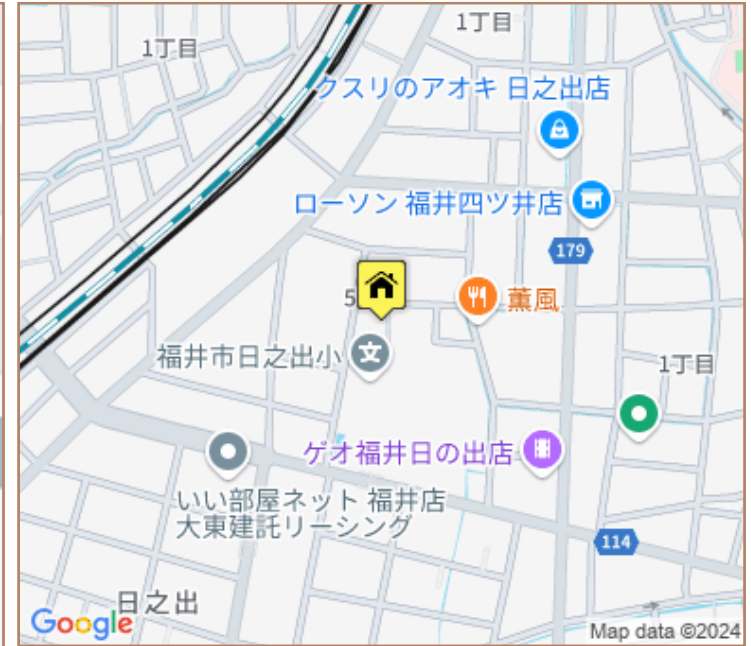 1丁目
1丁目
クスリのアオキ 日之出店
ローソン 福井四ツ井店
179
5
薫風
福井市日之出小
文
1丁目
ゲオ福井日の出店
いい部屋ネット 福井店
大東建託リーシング
114
日之出
Google
Map data ©2024